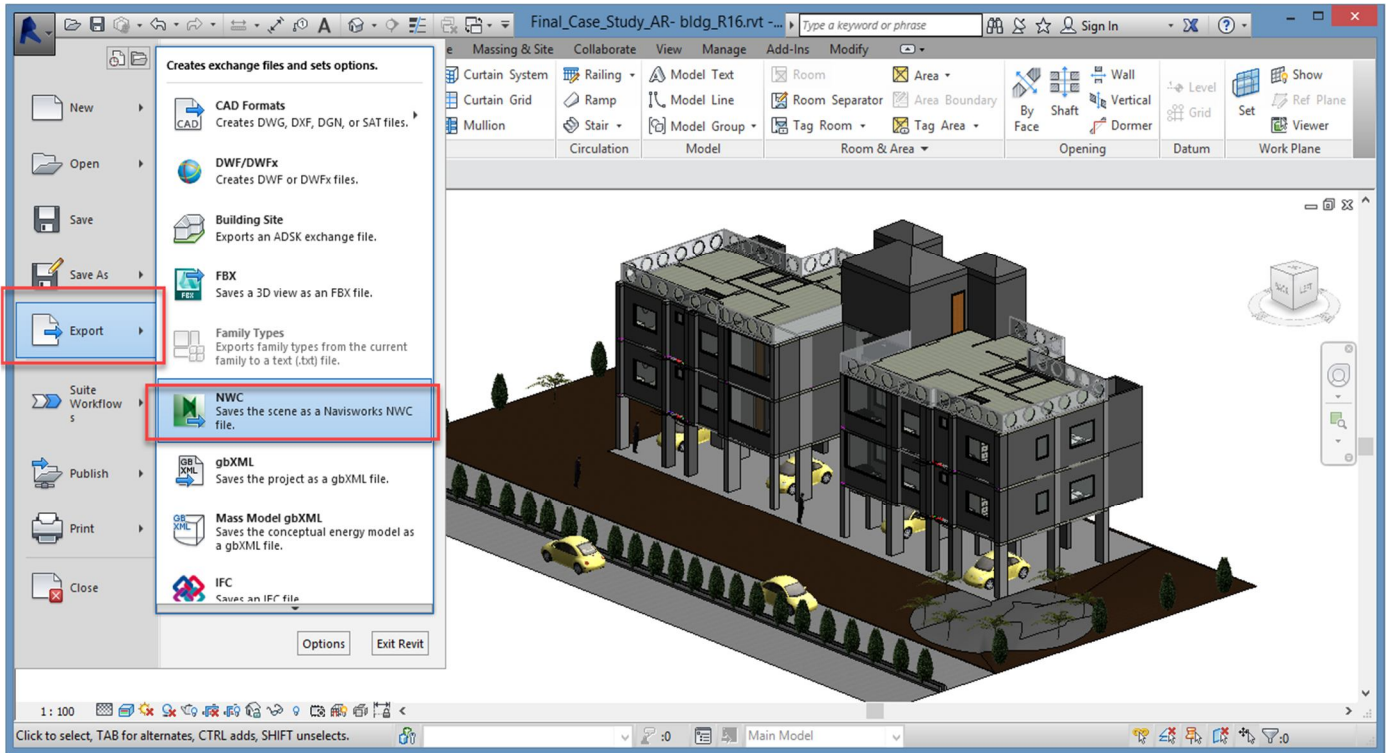 Final_Case_Study_AR- bldg_R16.rvt -...
Type a keyword or phrase
Sign In
e Massing & Site Collaborate View Manage Add-Ins Modify
Creates exchange files and sets options.
New
Open
Save
Save As
Export
Suite
Workflow
s
Publish
Print
Close
CAD
CAD Formats
Creates DWG, DXF, DGN, or SAT files.
DWF/DWFx
Creates DWF or DWFx files.
Building Site
Exports an ADSK exchange file.
FBX
FBX
Saves a 3D view as an FBX file.
Family Types
Exports family types from the current
family to a text (.txt) file.
NWC
Saves the scene as a Navisworks NWC
file.
GB
XML
gbXML
Saves the project as a gbXML file.
GB
XML
Mass Model gbXML
Saves the conceptual energy model as
a gbXML file.
IFC
Saves an IFC file
Options Exit Revit
Curtain System
Curtain Grid
Mullion
Railing
Ramp
Stair
Circulation
Model Text
Model Line
Model Group
Model
Room
Room Separator
Tag Room
Area
Area Boundary
Tag Area
Room & Area
By
Face
Shaft
Wall
Vertical
Dormer
Opening
Level
Grid
Datum
Set
Show
Ref Plane
Viewer
Work Plane
BACK LEFT
1 : 100
Click to select, TAB for alternates, CTRL adds, SHIFT unselects.
:0
Main Model
:0